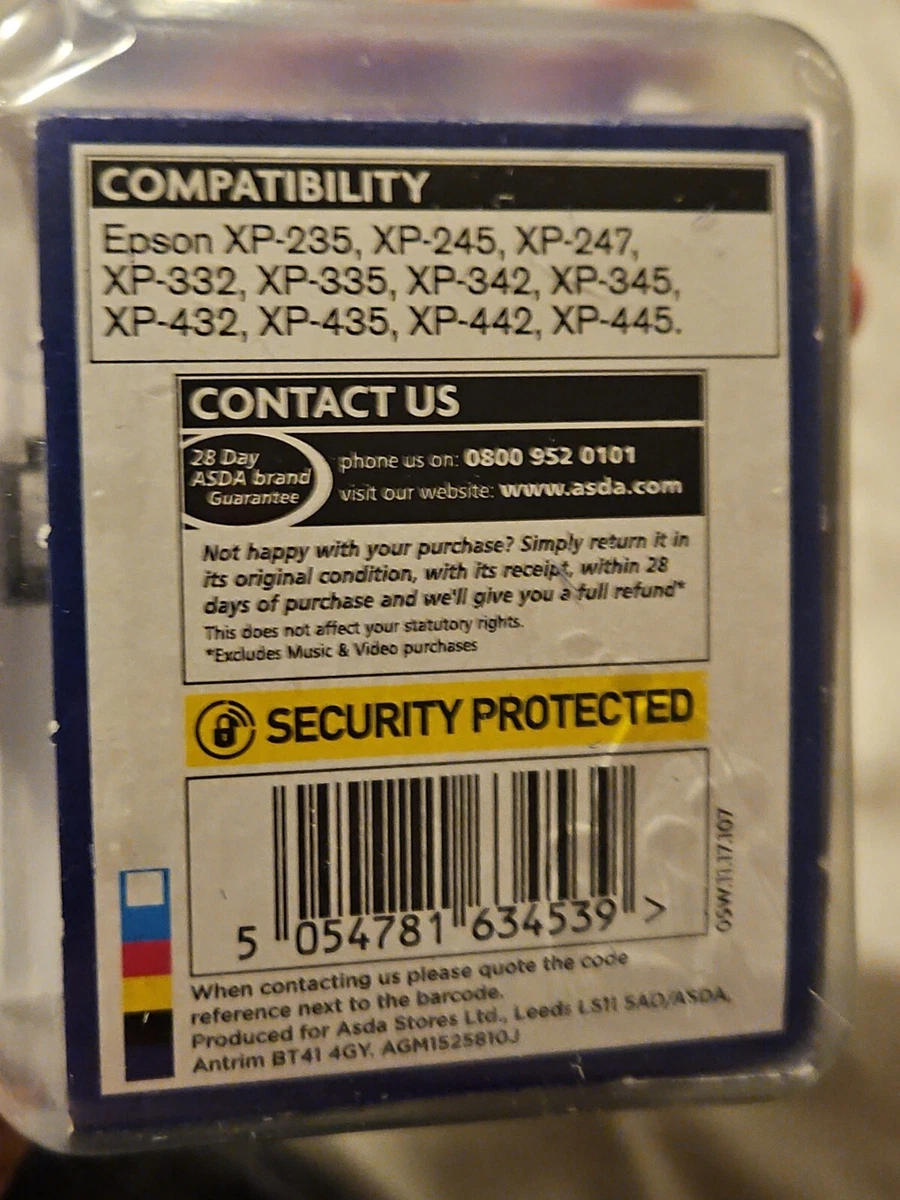 COMPATIBILITY
Epson XP-235, XP-245, XP-247,
XP-332, XP-335, XP-342, XP-345,
XP-432, XP-435, XP-442, XP-445.
CONTACT US
28 Day
ASDA brand
Guarantee
phone us on: 0800 952 0101
visit our website: www.asda.com
Not happy with your purchase? Simply return it in
its original condition, with its receipt, within 28
days of purchase and we'll give you a full refund*
This does not affect your statutory rights.
*Excludes Music & Video purchases
SECURITY PROTECTED
5 054781 634539 >
OSW.11.17.107
When contacting us please quote the code
reference next to the barcode.
Produced for Asda Stores Ltd., Leeds LS11 5AD/ASDA,
Antrim BT41 4GY. AGM1525810J